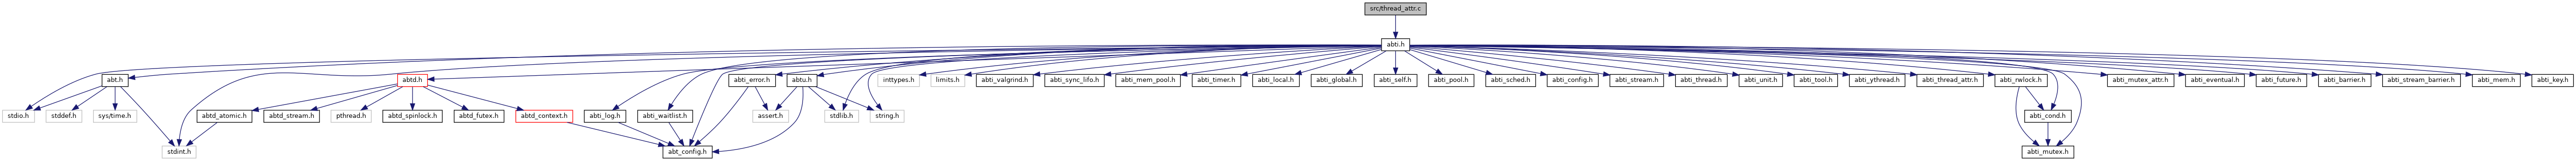 src/thread_attr.c
abti.h
abt.h
abtd.h
abti_error.h
abtu.h
inttypes.h
limits.h
abti_valgrind.h
abti_sync_lifo.h
abti_mem_pool.h
abti_timer.h
abti_local.h
abti_global.h
abti_self.h
abti_pool.h
abti_sched.h
abti_config.h
abti_stream.h
abti_thread.h
abti_unit.h
abti_tool.h
abti_ythread.h
abti_thread_attr.h
abti_rwlock.h
abti_mutex_attr.h
abti_eventual.h
abti_future.h
abti_barrier.h
abti_stream_barrier.h
abti_mem.h
abti_key.h
stdio.h
stddef.h
sys/time.h
abtd_atomic.h
abtd_stream.h
pthread.h
abtd_spinlock.h
abtd_futex.h
abtd_context.h
abti_log.h
abti_waitlist.h
assert.h
stdlib.h
string.h
abti_cond.h
stdint.h
abt_config.h
abti_mutex.h